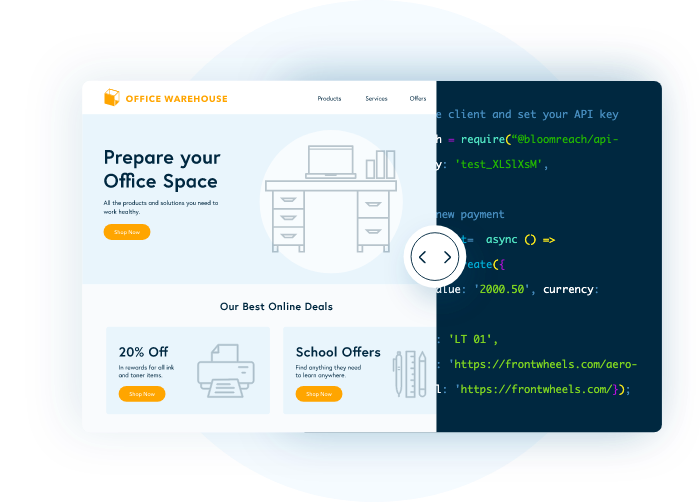 OFFICE WAREHOUSE
Products Services Offers
Prepare your
Office Space
All the products and solutions you need to
work healthy.
Shop Now
Our Best Online Deals
20% Off
In rewards for all ink
and toner items.
Shop Now
School Offers
Find anything they need
to learn anywhere.
Shop Now
e client and set your API key
h = require(“@bloomreach/api-
y: 'test_XLSlXsM',
new payment
t= async () =>
eate({
alue: '2000.50', currency:
: 'LT 01',
: 'https://frontwheels.com/aero-
l: 'https://frontwheels.com/});